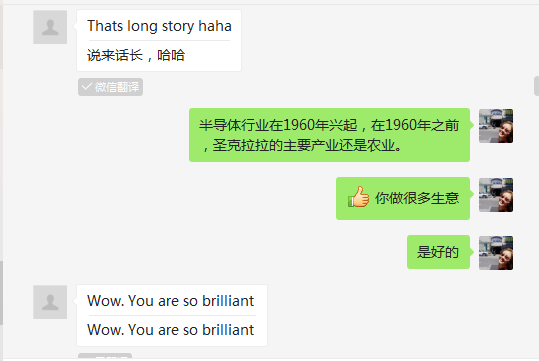 Thats long story haha
说来话长，哈哈
微信翻译
半导体行业在1960年兴起，在1960年之前
，圣克拉拉的主要产业还是农业。
你做很多生意
是好的
Wow. You are so brilliant
Wow. You are so brilliant